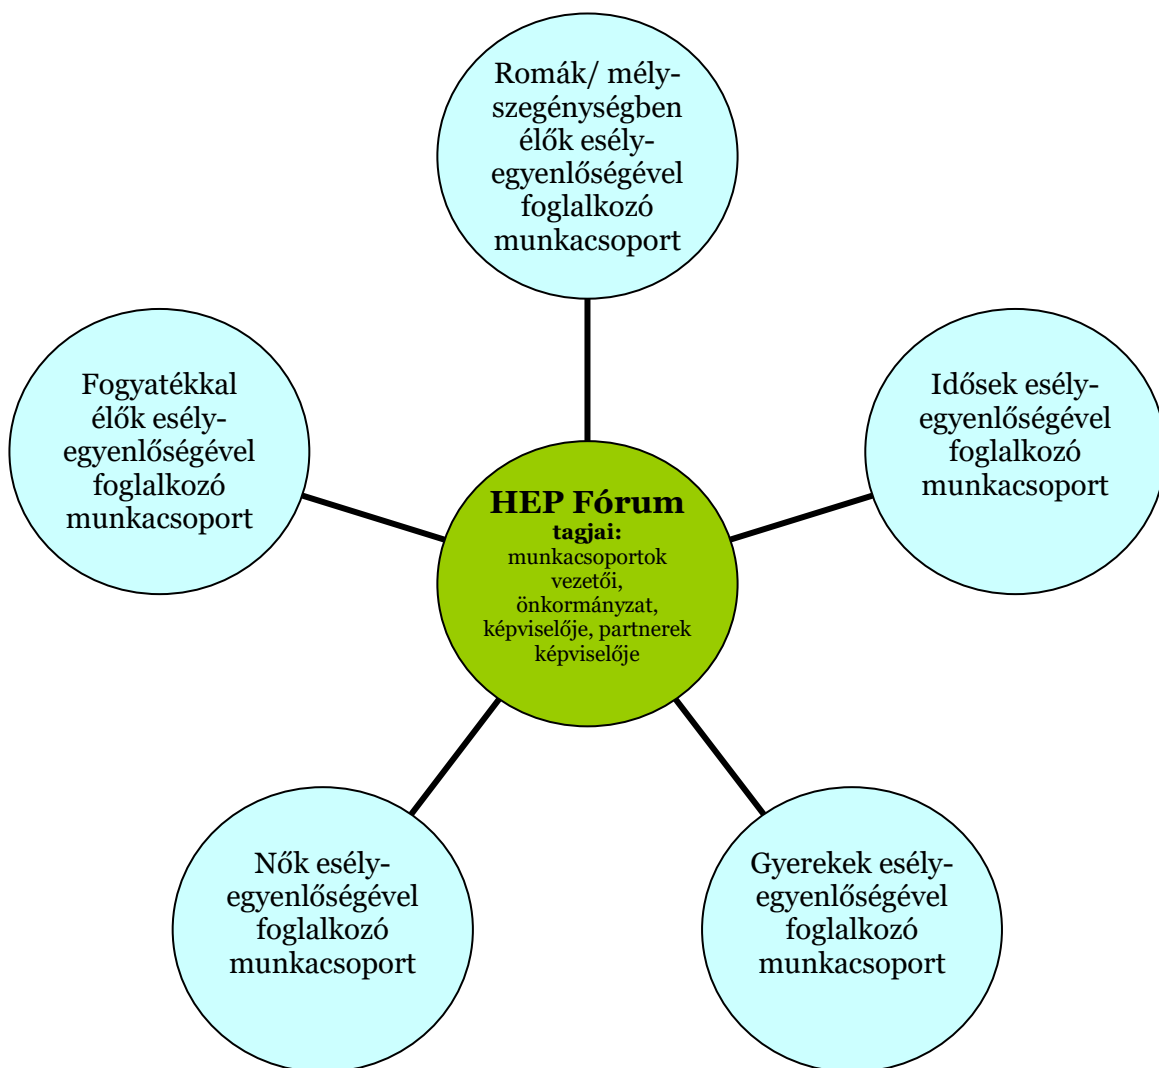 Romák/ mély-
szegénységben
élők esély-
egyenlőségével
foglalkozó
munkacsoport
Fogyatékkal
élők esély-
egyenlőségével
foglalkozó
munkacsoport
Idősek esély-
egyenlőségével
foglalkozó
munkacsoport
HEP Fórum
tagjai:
munkacsoportok
vezetői,
önkormányzat,
képviselője, partnerek
képviselője
Nők esély-
egyenlőségével
foglalkozó
munkacsoport
Gyerekek esély-
egyenlőségével
foglalkozó
munkacsoport